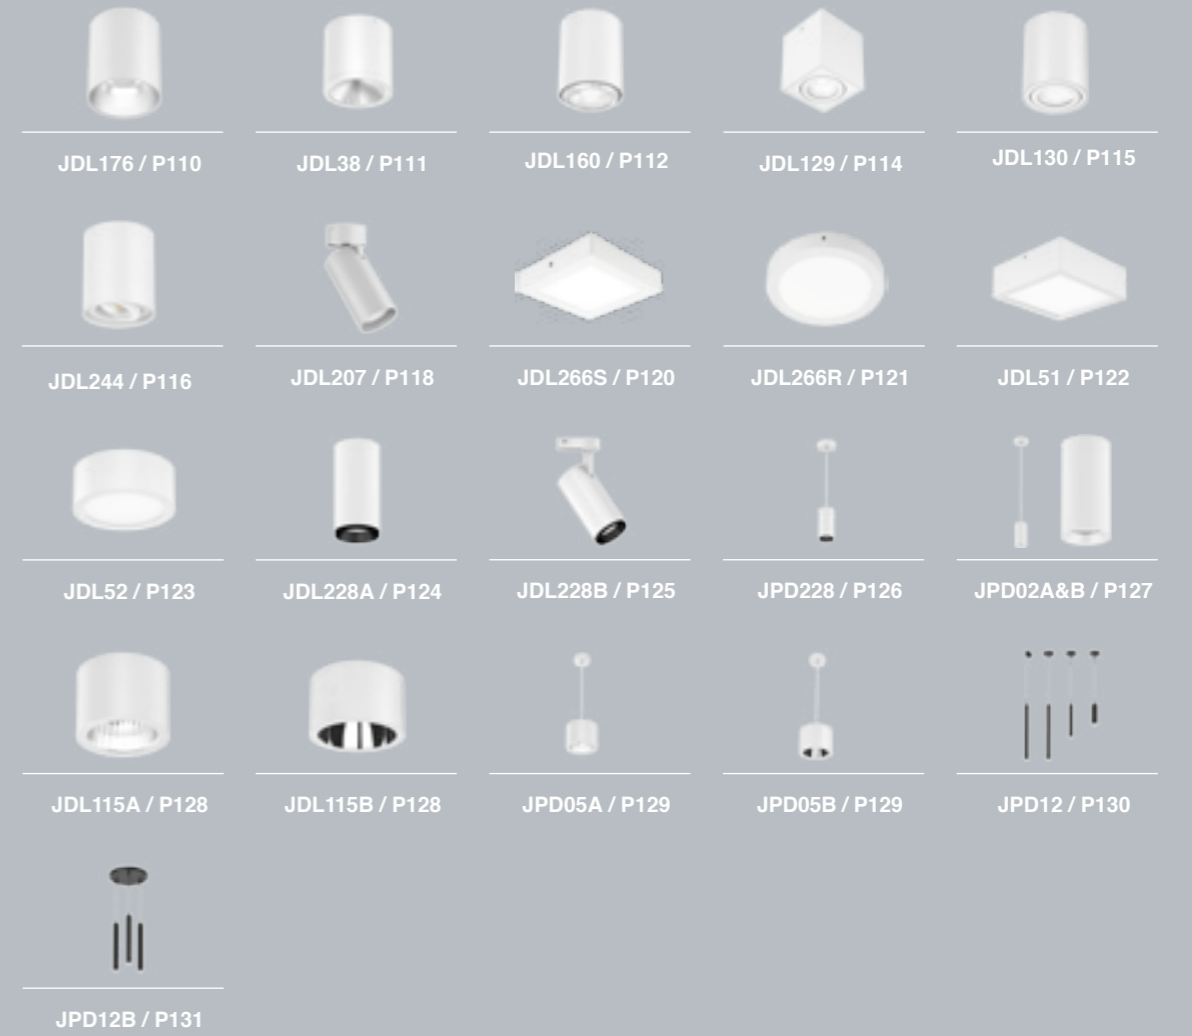 JDL176 / P110
JDL38 / P111
JDL160 / P112
JDL129 / P114
JDL130 / P115
JDL244 / P116
JDL207 / P118
JDL266S / P120
JDL266R / P121
JDL51 / P122
JDL52 / P123
JDL228A / P124
JDL228B / P125
JPD228 / P126
JPD02A&B / P127
JDL115A / P128
JDL115B / P128
JPD05A / P129
JPD05B / P129
JPD12 / P130
JPD12B / P131